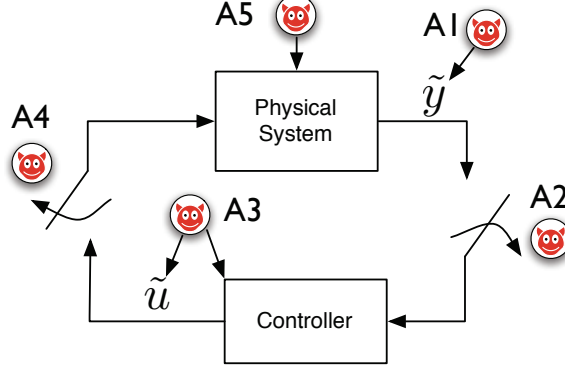 A5
A1
Physical
System
ỹ
A4
A3
A2
ũ
Controller